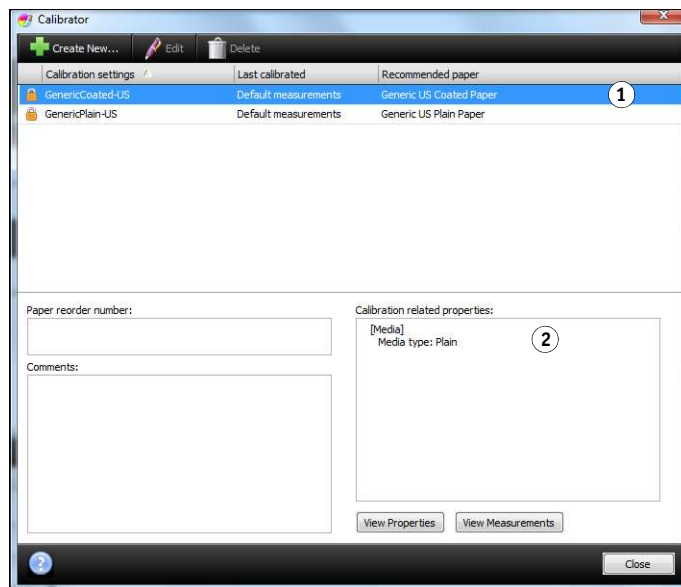 Calibrator
Create New... Edit Delete
Calibration settings Last calibrated Recommended paper
GenericCoated-US Default measurements Generic US Coated Paper 1
GenericPlain-US Default measurements Generic US Plain Paper
Paper reorder number:
Comments:
Calibration related properties:
[Media]
Media type: Plain
2
View Properties View Measurements
? Close